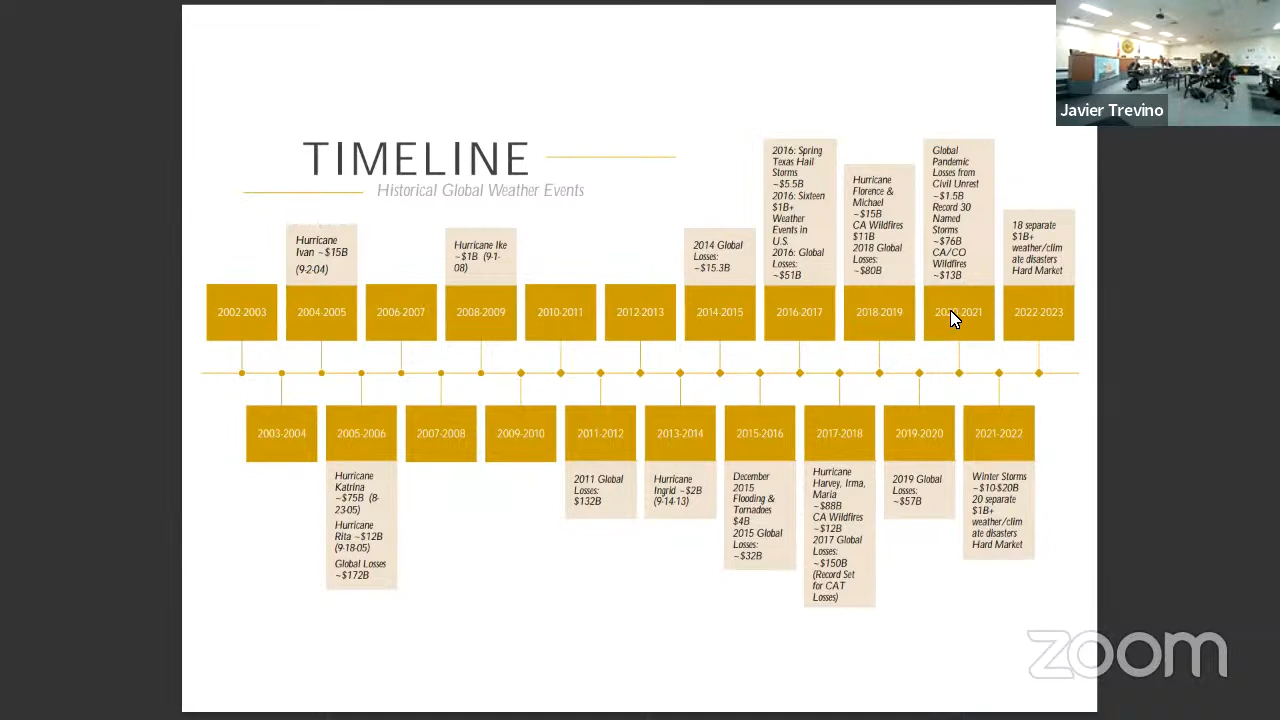 Javier Trevino
TIMELINE
Historical Global Weather Events
Hurricane
Ivan ~$15B
(9-2-04)
Hurricane Ike
~$1B (9-1-
08)
2014 Global
Losses:
~$15.3B
2016: Spring
Texas Hail
Storms
~$5.5B
2016: Sixteen
$1B+
Weather
Events in
U.S.
2016: Global
Losses:
~$51B
Hurricane
Florence &
Michael
~$15B
CA Wildfires
$11B
2018 Global
Losses:
~$80B
Global
Pandemic
Losses from
Civil Unrest
~$1.5B
Record 30
Named
Storms
~$76B
CA/CO
Wildfires
~$13B
18 separate
$1B+
weather/clim
ate disasters
Hard Market
2002-2003
2004-2005
2006-2007
2008-2009
2010-2011
2012-2013
2014-2015
2016-2017
2018-2019
2020-2021
2022-2023
2003-2004
2005-2006
2007-2008
2009-2010
2011-2012
2013-2014
2015-2016
2017-2018
2019-2020
2021-2022
Hurricane
Katrina
~$75B (8-
23-05)
Hurricane
Rita ~$12B
(9-18-05)
Global Losses
~$172B
2011 Global
Losses:
$132B
Hurricane
Ingrid ~$2B
(9-14-13)
December
2015
Flooding &
Tornadoes
$4B
2015 Global
Losses:
~$32B
Hurricane
Harvey, Irma,
Maria
~$88B
CA Wildfires
~$12B
2017 Global
Losses:
~$150B
(Record Set
for CAT
Losses)
2019 Global
Losses:
~$57B
Winter Storms
~$10-$20B
20 separate
$1B+
weather/clim
ate disasters
Hard Market
zoom